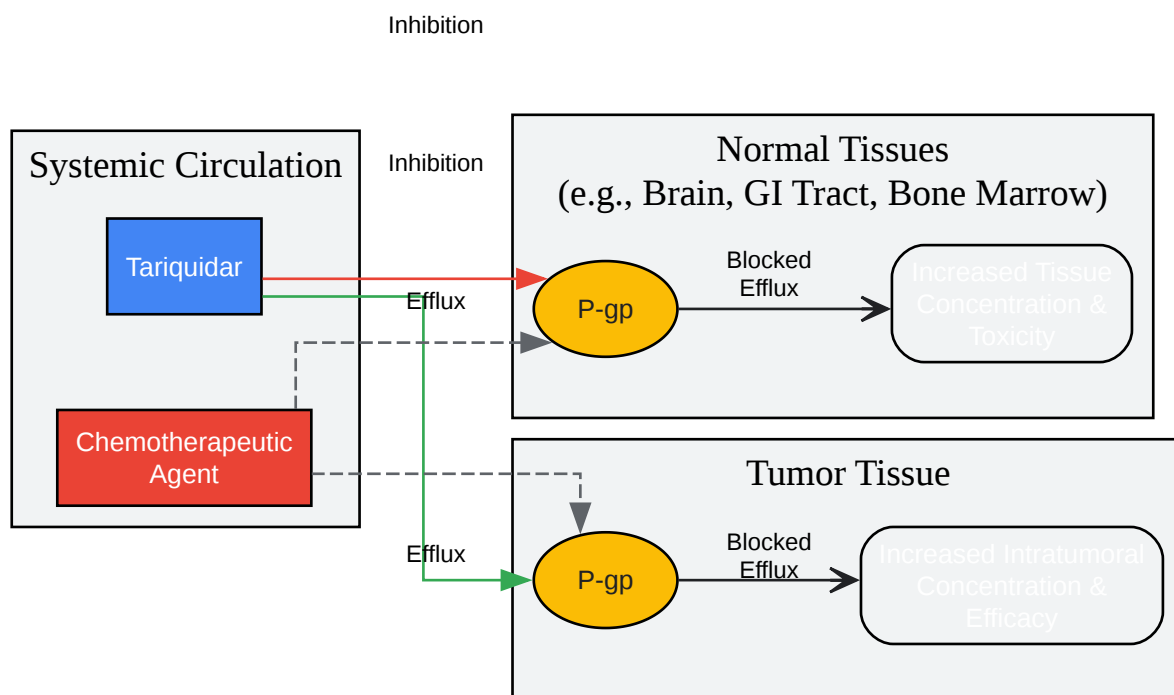 Inhibition
Systemic Circulation
Tariquidar
Chemotherapeutic
Agent
Inhibition
Efflux
Efflux
Normal Tissues
(e.g., Brain, GI Tract, Bone Marrow)
P-gp
Blocked
Efflux
Increased Tissue
Concentration &
Toxicity
Tumor Tissue
P-gp
Blocked
Efflux
Increased Intratumoral
Concentration &
Efficacy